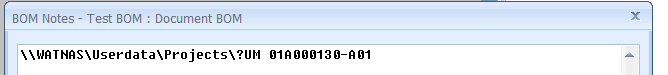 BOM Notes - Test BOM : Document BOM
\\WATNAS\Userdata\Projects\?UM 01A000130-A01